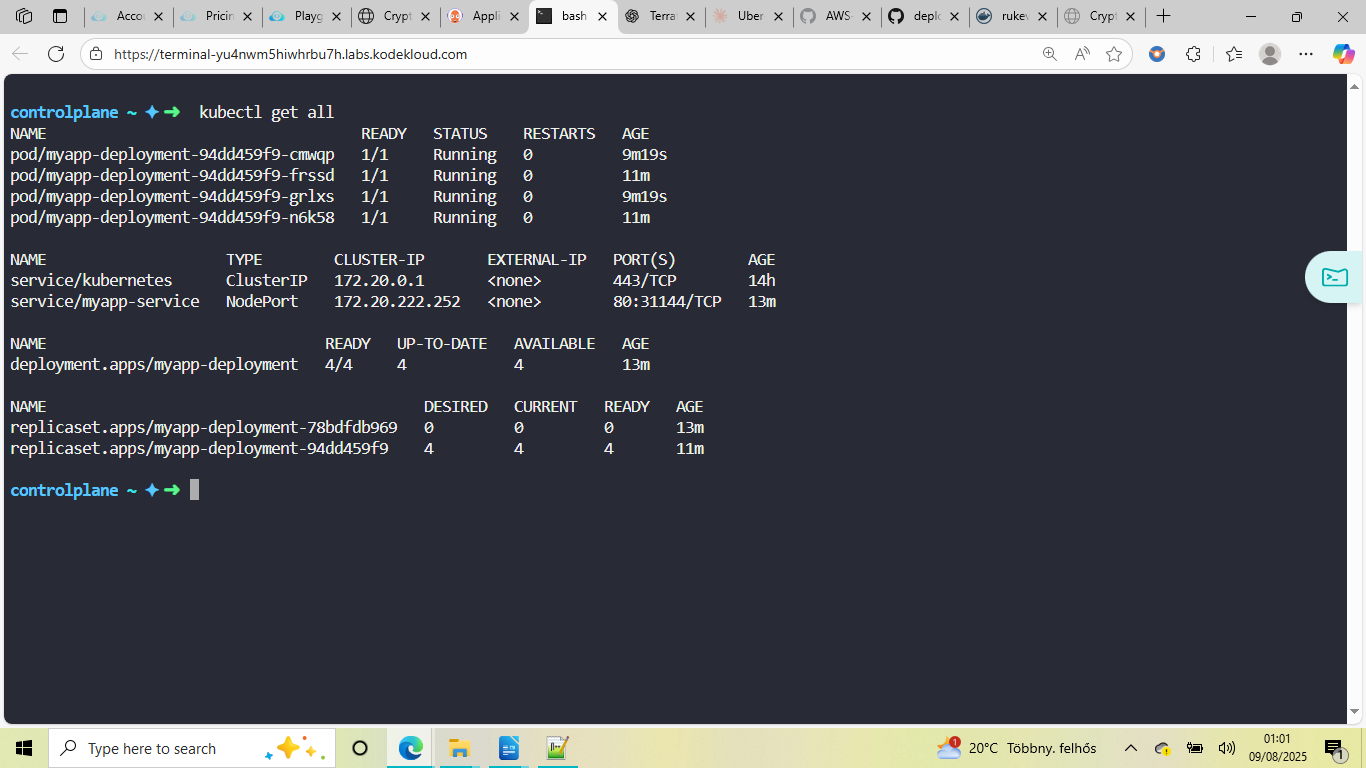 Accou
Pricin
Playg
Crypt
Appli
bash
Terra
Uber
AWS-
deplo
rukev
Crypt
https://terminal-yu4nwm5hiwhrbu7h.labs.kodekloud.com
controlplane ~ ✦➜  kubectl get all
NAME READY STATUS RESTARTS AGE
pod/myapp-deployment-94dd459f9-cmwqp 1/1 Running 0 9m19s
pod/myapp-deployment-94dd459f9-frssd 1/1 Running 0 11m
pod/myapp-deployment-94dd459f9-grlxs 1/1 Running 0 9m19s
pod/myapp-deployment-94dd459f9-n6k58 1/1 Running 0 11m
NAME TYPE CLUSTER-IP EXTERNAL-IP PORT(S) AGE
service/kubernetes ClusterIP 172.20.0.1 <none> 443/TCP 14h
service/myapp-service NodePort 172.20.222.252 <none> 80:31144/TCP 13m
NAME READY UP-TO-DATE AVAILABLE AGE
deployment.apps/myapp-deployment 4/4 4 4 13m
NAME DESIRED CURRENT READY AGE
replicaset.apps/myapp-deployment-78bdfdb969 0 0 0 13m
replicaset.apps/myapp-deployment-94dd459f9 4 4 4 11m
controlplane ~ ✦➜
Type here to search
1
20°C Többny. felhős
01:01
09/08/2025
1